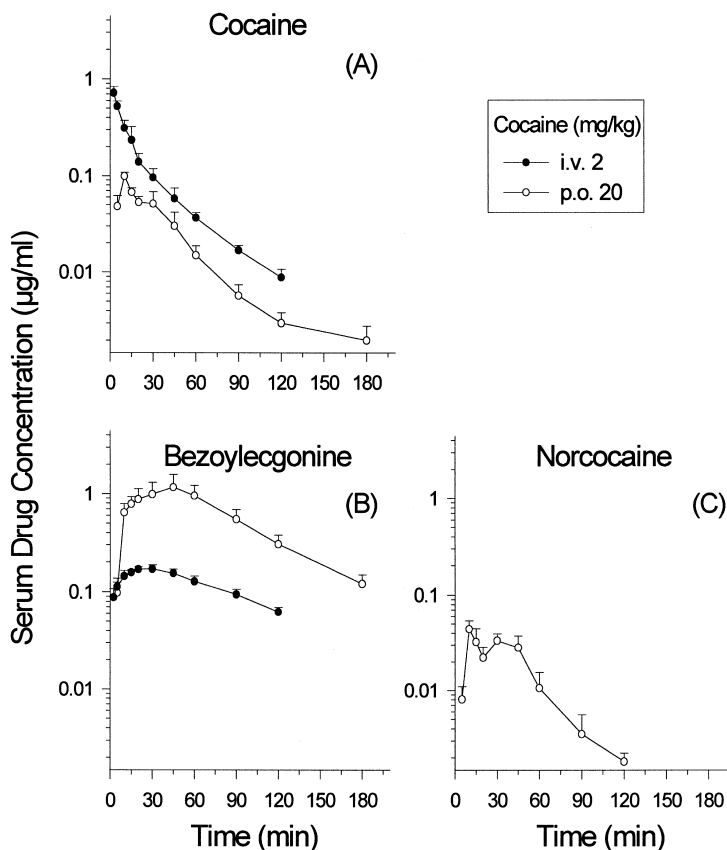 Cocaine
(A)
1
0.1
0.01
0 30 60 90 120 150 180
Cocaine (mg/kg)
i.v. 2
p.o. 20
Serum Drug Concentration (µg/ml)
Bezoylecgonine
(B)
1
0.1
0.01
0 30 60 90 120 150 180
Time (min)
Norcocaine
(C)
1
0.1
0.01
0 30 60 90 120 150 180
Time (min)